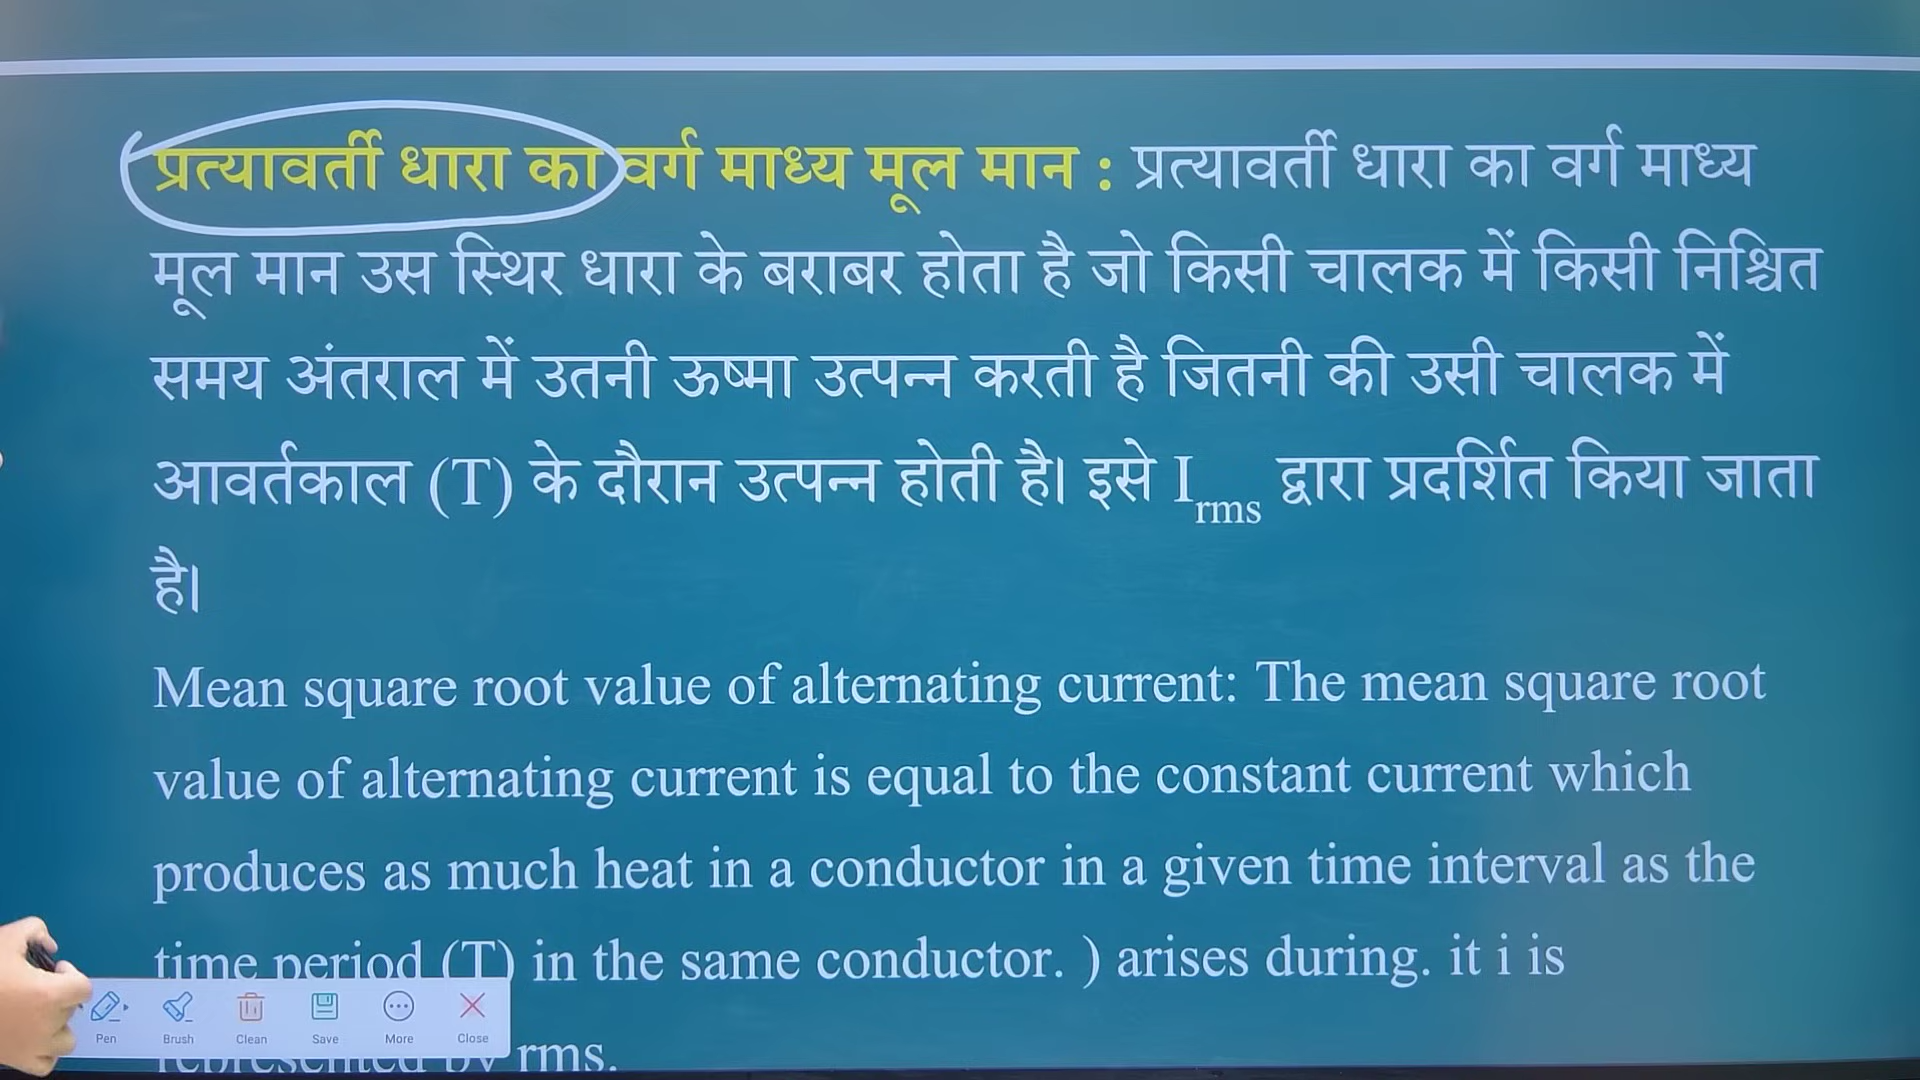 प्रत्यावर्ती धारा का वर्ग माध्य मूल मान : प्रत्यावर्ती धारा का वर्ग माध्य
मूल मान उस स्थिर धारा के बराबर होता है जो किसी चालक में किसी निश्चित
समय अंतराल में उतनी ऊष्मा उत्पन्न करती है जितनी की उसी चालक में
आवर्तकाल (T) के दौरान उत्पन्न होती है। इसे I rms द्वारा प्रदर्शित किया जाता
है।
Mean square root value of alternating current: The mean square root
value of alternating current is equal to the constant current which
produces as much heat in a conductor in a given time interval as the
time period (T) in the same conductor. ) arises during. it i is
represented by rms.
Pen Brush Clean Save More Close